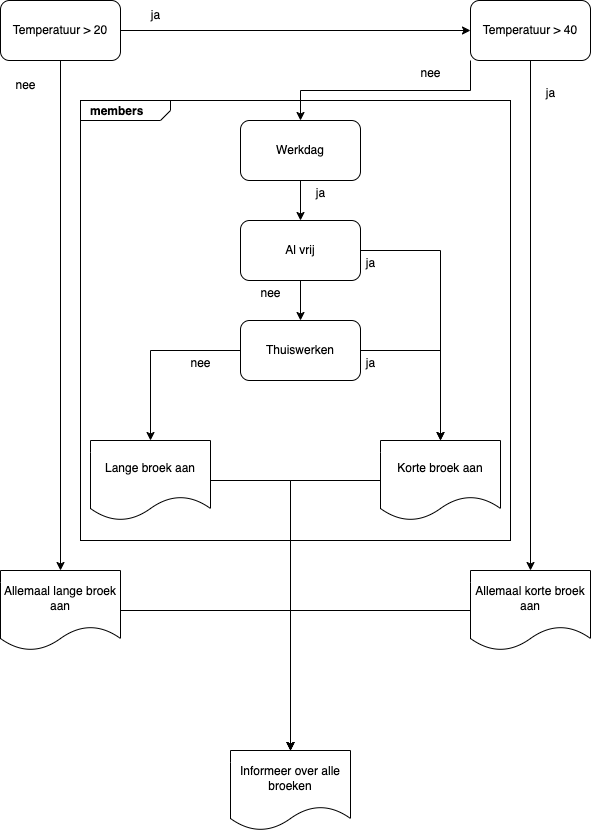 Temperatuur > 20
ja
Temperatuur > 40
nee
nee
ja
members
Werkdag
ja
Al vrij
ja
nee
Thuiswerken
nee
ja
Lange broek aan
Korte broek aan
Allemaal lange broek
aan
Allemaal korte broek
aan
Informeer over alle
broeken